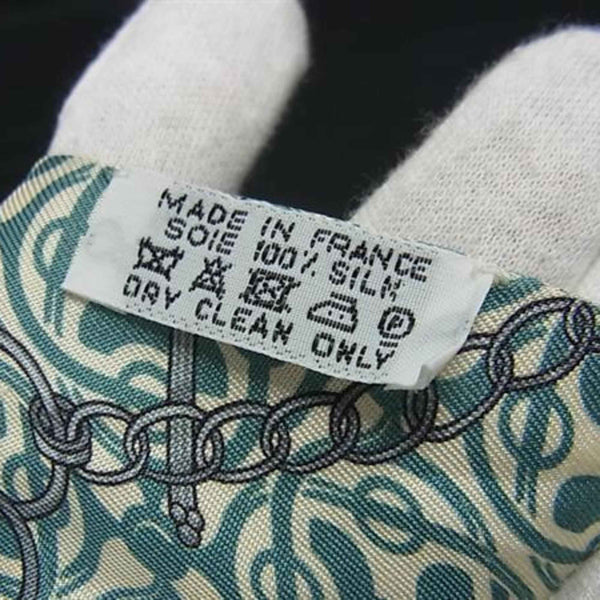 MADE IN FRANCE
SOIE 100% SILK
P
DRY CLEAN ONLY